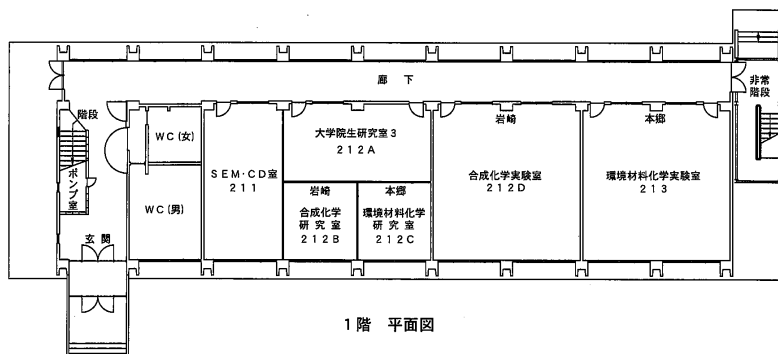 廊下
非常
階段
階段
ポンプ室
玄関
WC(女)
WC(男)
SEM・CD室
211
大学院生研究室3
212A
岩崎
合成化学
研究室
212B
本郷
環境材料化学
研究室
212C
岩崎
合成化学実験室
212D
本郷
環境材料化学実験室
213
1階 平面図